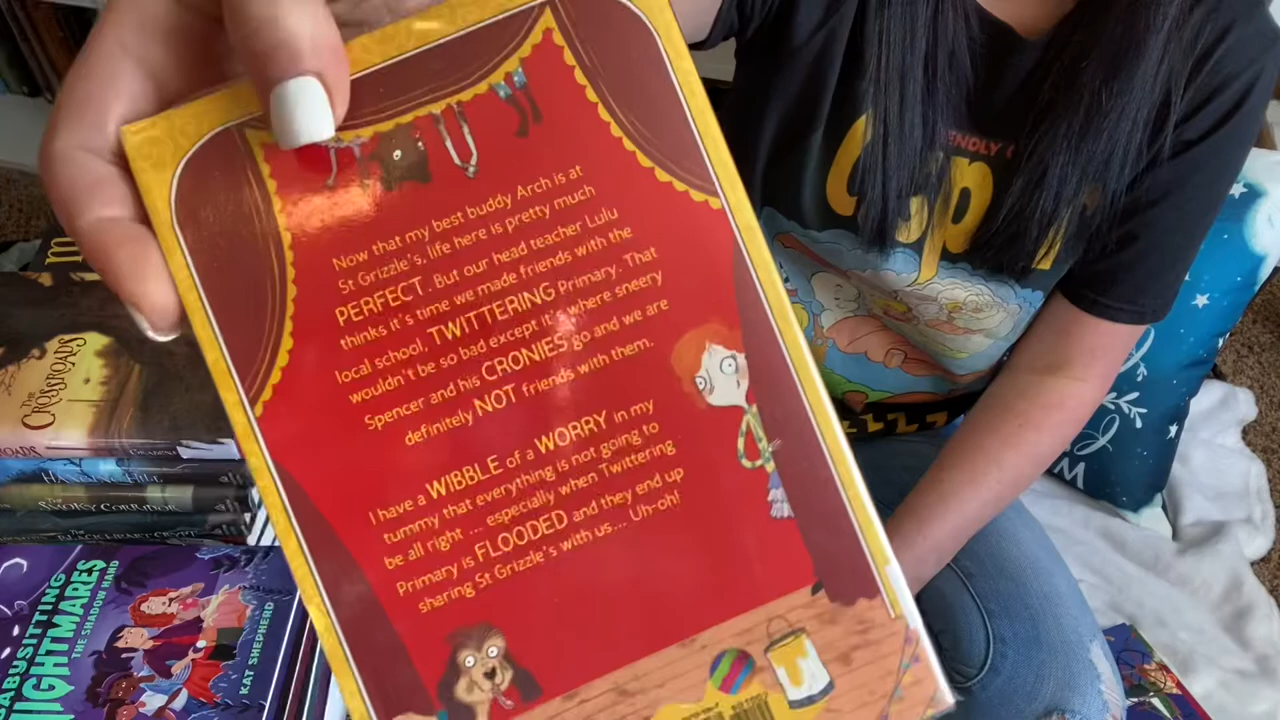 Now that my best buddy Arch is at
St Grizzle's, life here is pretty much
PERFECT. But our head teacher Lulu
thinks it's time we made friends with the
local school, TWITTERING Primary. That
wouldn't be so bad except it's where sneery
Spencer and his CRONIES go and we are
definitely NOT friends with them.
I have a WIBBLE of a WORRY in my
tummy that everything is not going to
be all right ... especially when Twittering
Primary is FLOODED and they end up
sharing St Grizzle's with us... Uh-oh!
THE
CROSSROADS
THE
SMOKY CORRIDOR
NIGHTMARES
THE SHADOW HAND
KAT SHEPHERD